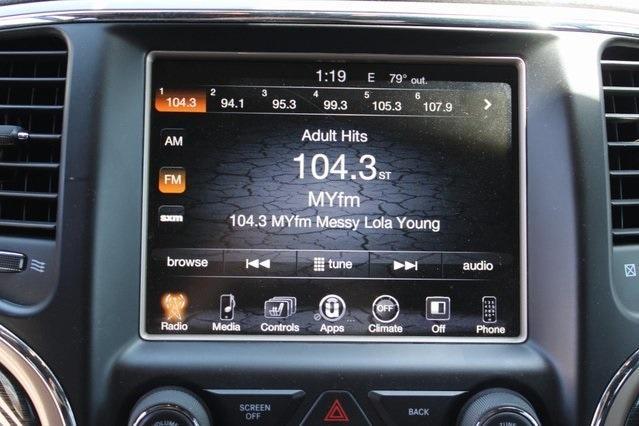 1:19 E 79° out.
1 104.3 2 94.1 3 95.3 4 99.3 5 105.3 6 107.9
AM
Adult Hits
104.3 ST
FM
MYfm
sxm
104.3 MYfm Messy Lola Young
browse tune audio
OFF
Radio Media Controls Apps Climate Off Phone
VOLUME SCREEN OFF BACK TUNE